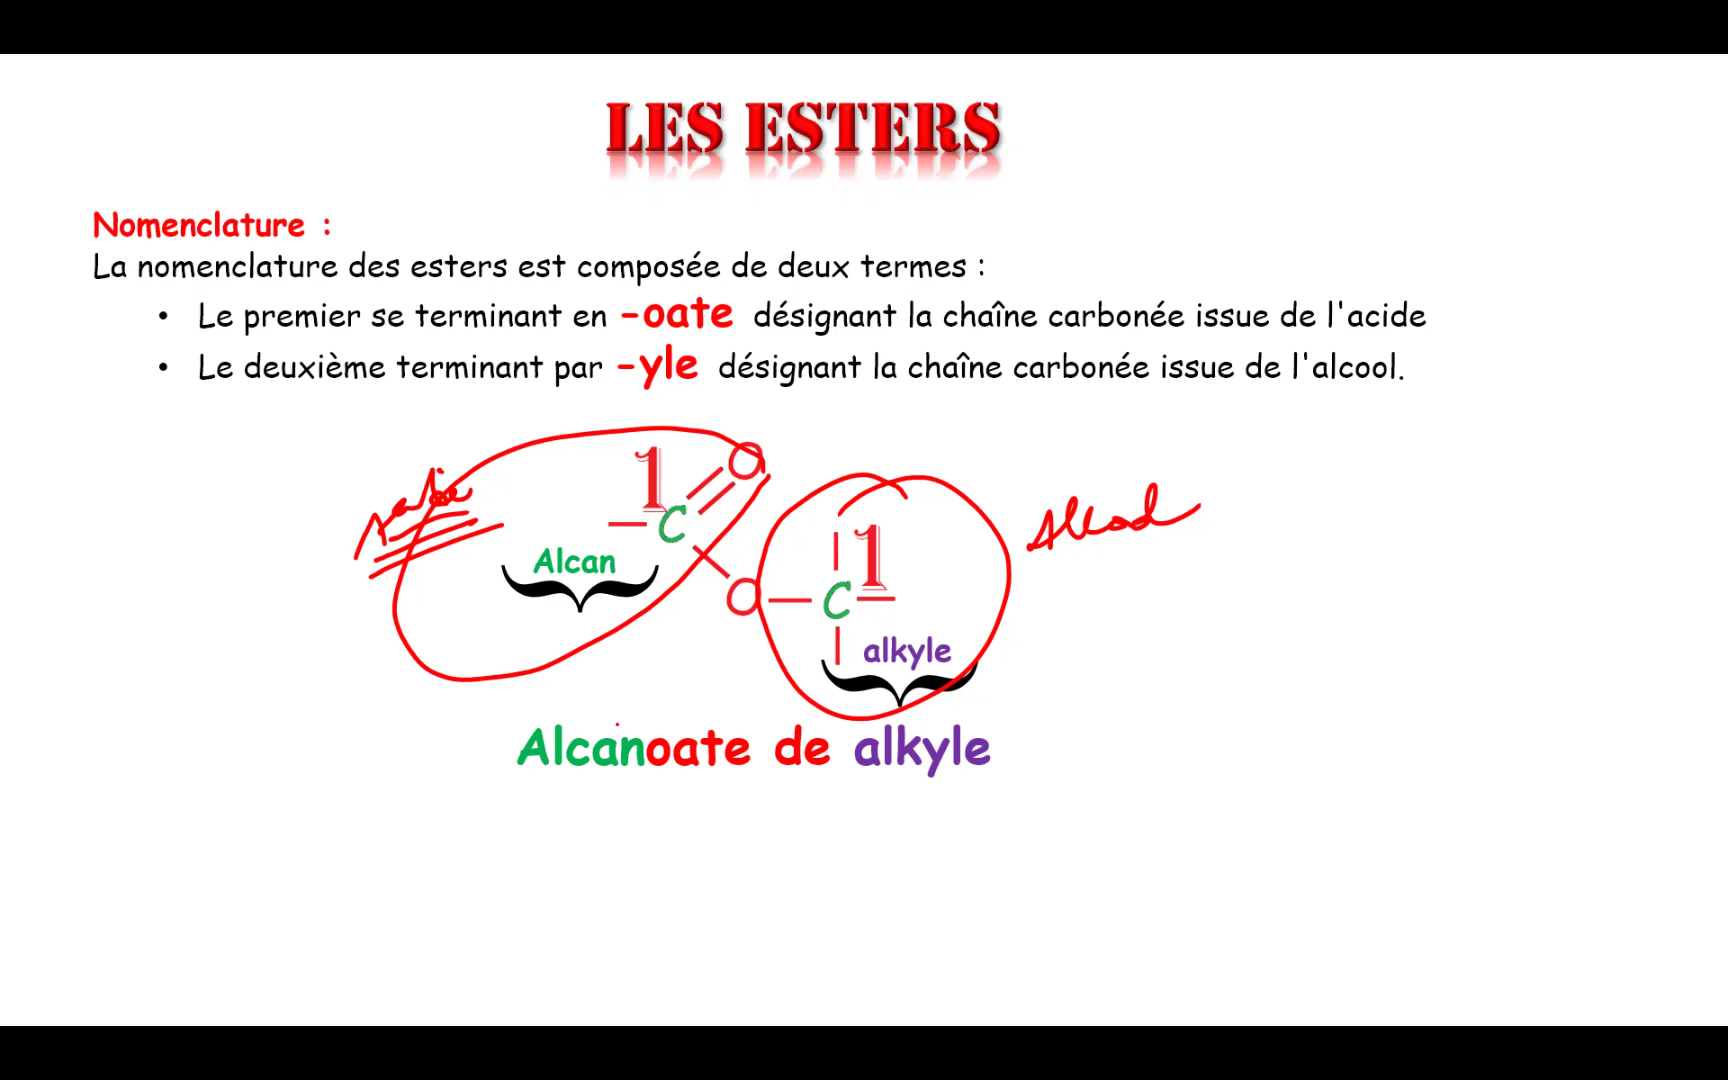 LES ESTERS
Nomenclature :
La nomenclature des esters est composée de deux termes :
• Le premier se terminant en -oate désignant la chaîne carbonée issue de l'acide
• Le deuxième terminant par -yle désignant la chaîne carbonée issue de l'alcool.
1 O
C
Alcan
1
O C
alkyle
Alcanoate de alkyle